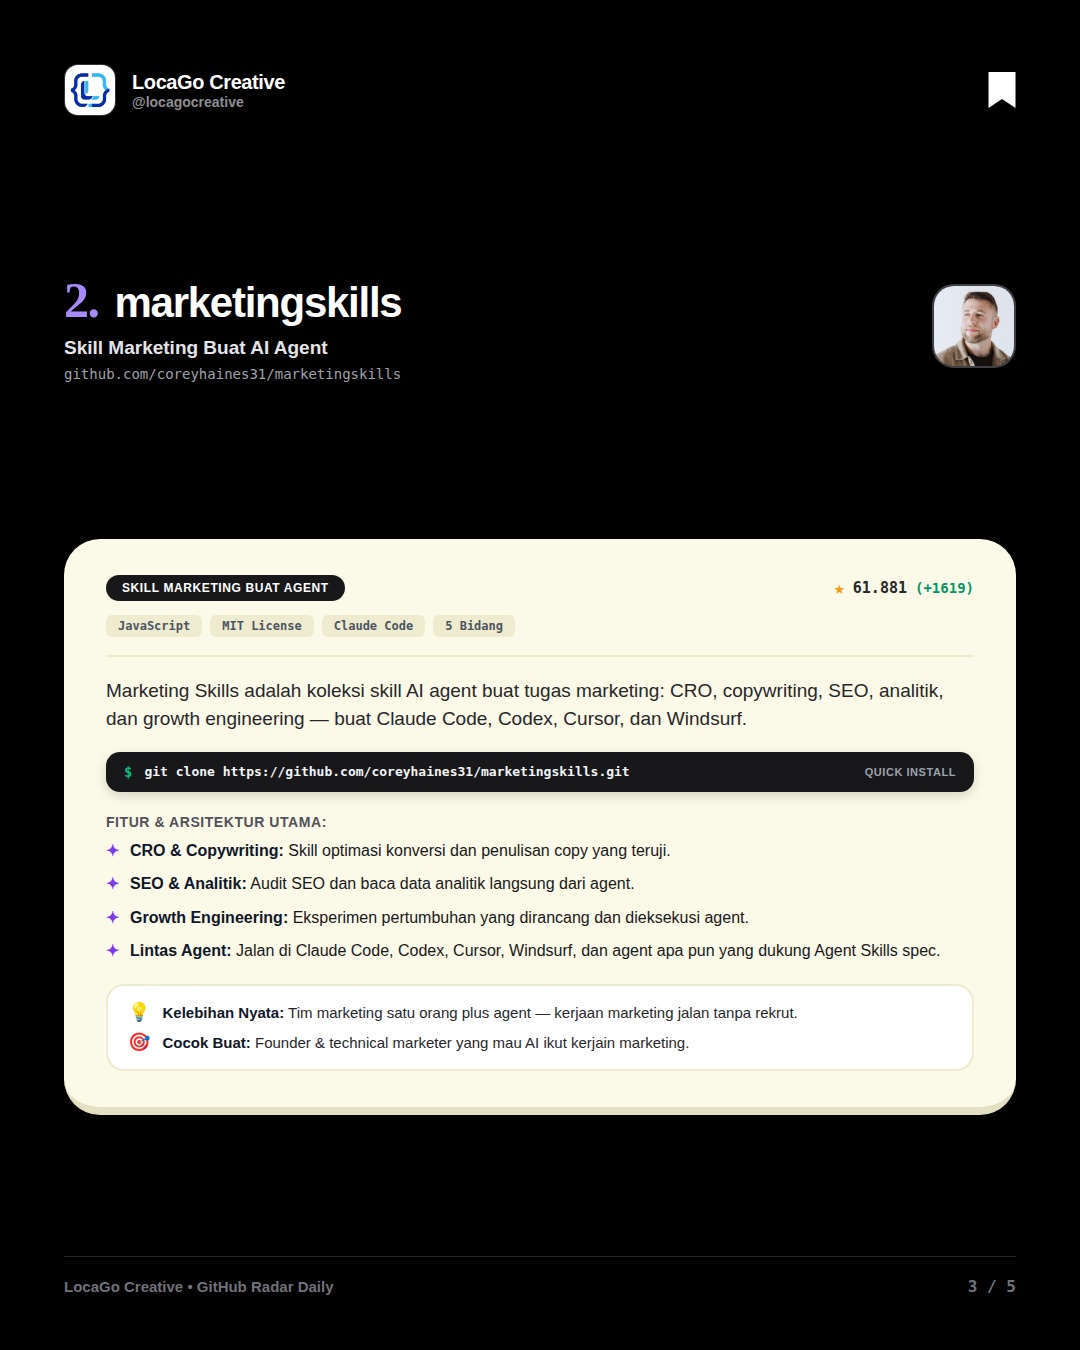 LocaGo Creative
@locagocreative
2. marketingskills
Skill Marketing Buat AI Agent
github.com/coreyhaines31/marketingskills
SKILL MARKETING BUAT AGENT
★ 61.881 (+1619)
JavaScript MIT License Claude Code 5 Bidang
Marketing Skills adalah koleksi skill AI agent buat tugas marketing: CRO, copywriting, SEO, analitik,
dan growth engineering — buat Claude Code, Codex, Cursor, dan Windsurf.
$ git clone https://github.com/coreyhaines31/marketingskills.git QUICK INSTALL
FITUR & ARSITEKTUR UTAMA:
✦ CRO & Copywriting: Skill optimasi konversi dan penulisan copy yang teruji.
✦ SEO & Analitik: Audit SEO dan baca data analitik langsung dari agent.
✦ Growth Engineering: Eksperimen pertumbuhan yang dirancang dan dieksekusi agent.
✦ Lintas Agent: Jalan di Claude Code, Codex, Cursor, Windsurf, dan agent apa pun yang dukung Agent Skills spec.
💡 Kelebihan Nyata: Tim marketing satu orang plus agent — kerjaan marketing jalan tanpa rekrut.
🎯 Cocok Buat: Founder & technical marketer yang mau AI ikut kerjain marketing.
LocaGo Creative • GitHub Radar Daily
3 / 5